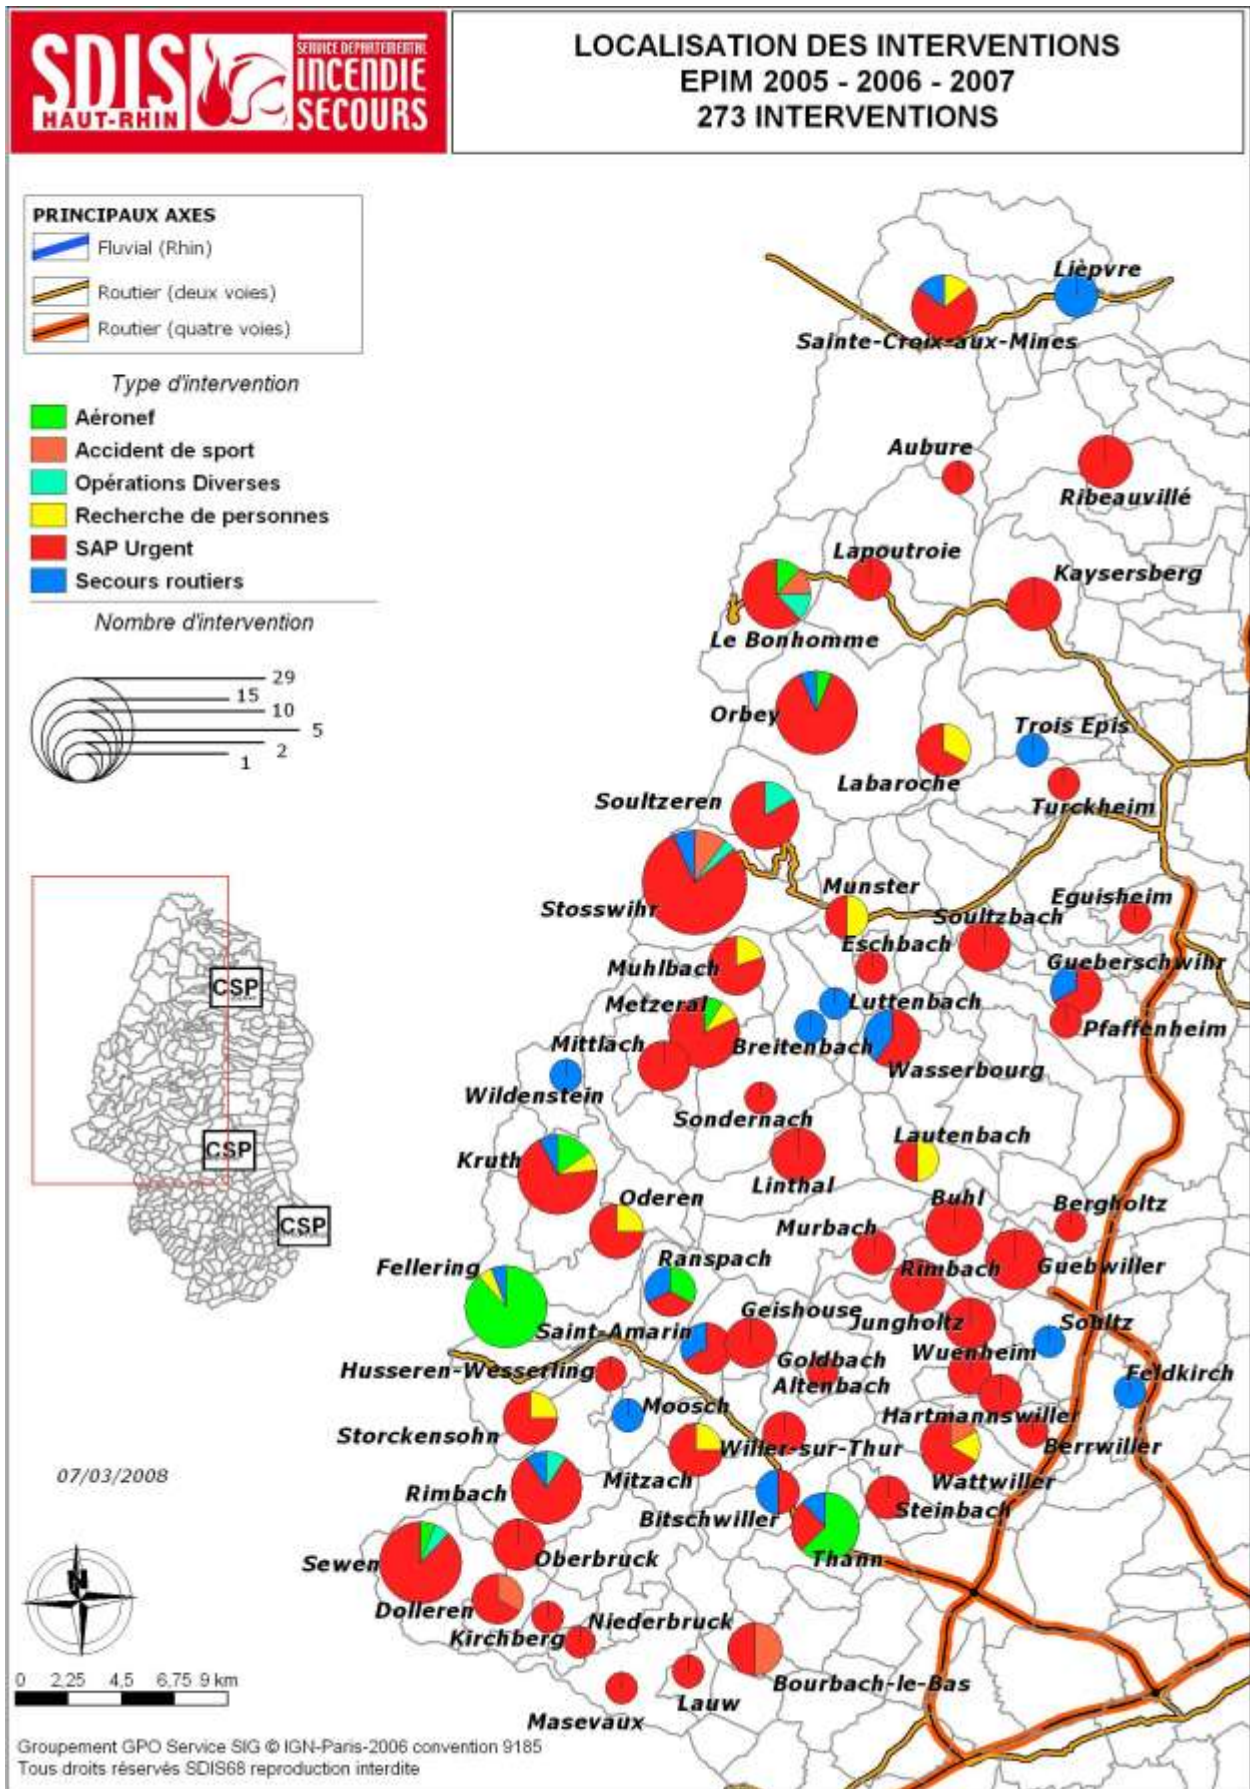 SDIS
HAUT-RHIN
SERVICE DEPARTEMENTAL
INCENDIE
SECOURS
LOCALISATION DES INTERVENTIONS
EPIM 2005 - 2006 - 2007
273 INTERVENTIONS
PRINCIPAUX AXES
Fluvial (Rhin)
Routier (deux voies)
Routier (quatre voies)
Type d'intervention
Aéronef
Accident de sport
Opérations Diverses
Recherche de personnes
SAP Urgent
Secours routiers
Nombre d'intervention
29
15
10
5
2
1
Lièpvre
Sainte-Croix-aux-Mines
Aubure
Ribeauvillé
Lapoutroie
Kaysersberg
Le Bonhomme
Orbey
Trois Epis
Labaroche
Turckheim
Soultzeren
Stosswihr
Munster
Eguisheim
Soultzbach
Eschbach
Muhlbach
Gueberschwihr
Metzeral
Luttenbach
Pfaffenheim
Mittlach
Breitenbach
Wasserbourg
Wildenstein
Sondernach
Lautenbach
Kruth
Linthal
Oderen
Buhl
Bergholtz
Murbach
Ranspach
Fellering
Rimbach
Guebwiller
Geishouse
Jungholtz
Soultz
Saint-Amarin
Wuenheim
Goldbach
Altenbach
Husseren-Wesserling
Feldkirch
Moosch
Hartmannswiller
Storckensohn
Willer-sur-Thur
Berrwiller
Mitzach
Wattwiller
Rimbach
Bitschwiller
Steinbach
Thann
Oberbruck
Sewen
Dolleren
Niederbruck
Kirchberg
Bourbach-le-Bas
Lauw
Masevaux
CSP
CSP
CSP
07/03/2008
N
0 2,25 4,5 6,75 9 km
Groupement GPO Service SIG © IGN-Paris-2006 convention 9185
Tous droits réservés SDIS68 reproduction interdite